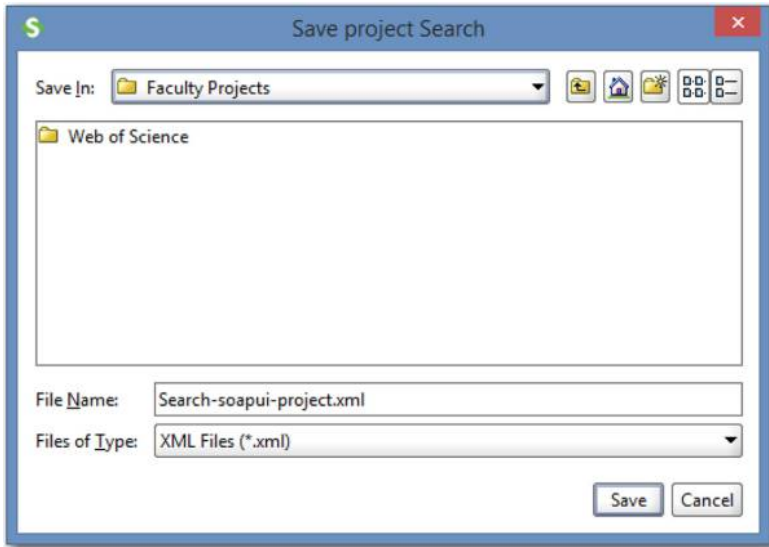 Save project Search
Save In: Faculty Projects
Web of Science
File Name: Search-soapui-project.xml
Files of Type: XML Files (*.xml)
Save Cancel